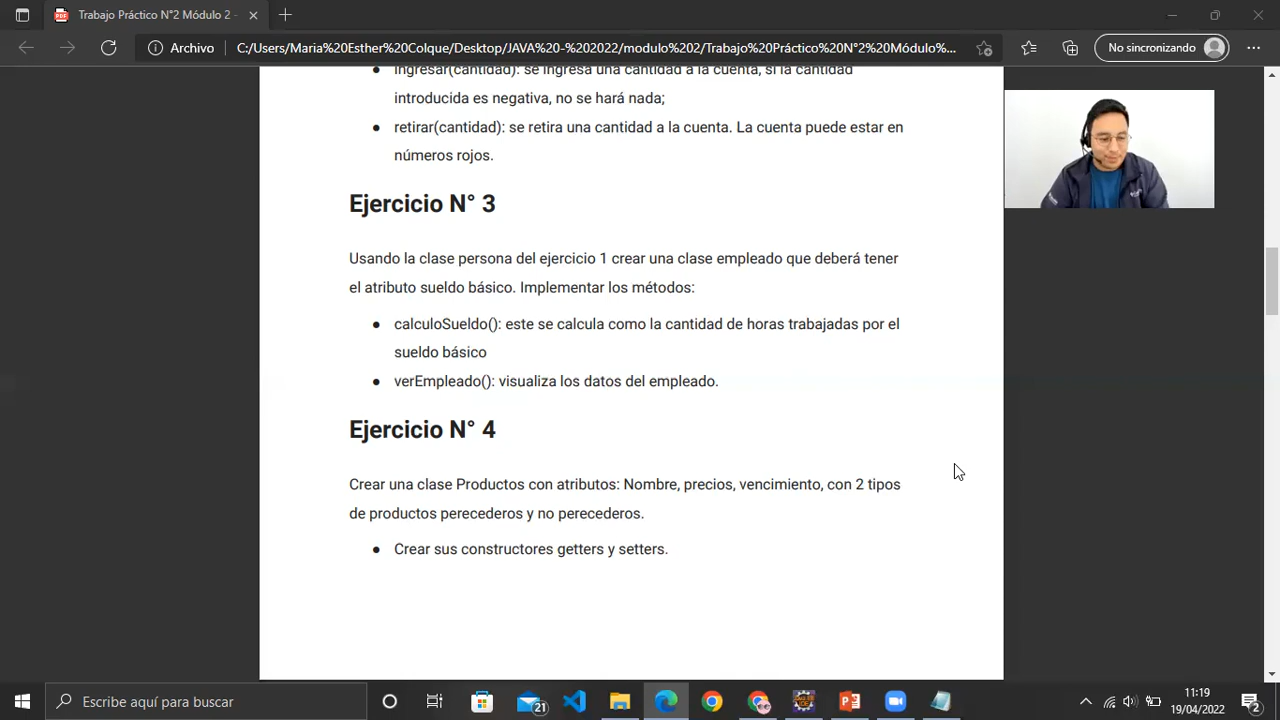 Trabajo Práctico N°2 Módulo 2 -
Archivo
C:/Users/Maria%20Esther%20Colque/Desktop/JAVA%20-%202022/modulo%202/Trabajo%20Práctico%20N°2%20Módulo%...
No sincronizando
ingresar(cantidad): se ingresa una cantidad a la cuenta, si la cantidad
introducida es negativa, no se hará nada;
● retirar(cantidad): se retira una cantidad a la cuenta. La cuenta puede estar en
números rojos.
Ejercicio N° 3
Usando la clase persona del ejercicio 1 crear una clase empleado que deberá tener
el atributo sueldo básico. Implementar los métodos:
● calculoSueldo(): este se calcula como la cantidad de horas trabajadas por el
sueldo básico
● verEmpleado(): visualiza los datos del empleado.
Ejercicio N° 4
Crear una clase Productos con atributos: Nombre, precios, vencimiento, con 2 tipos
de productos perecederos y no perecederos.
● Crear sus constructores getters y setters.
Escribe aquí para buscar
21
11:19
19/04/2022
2